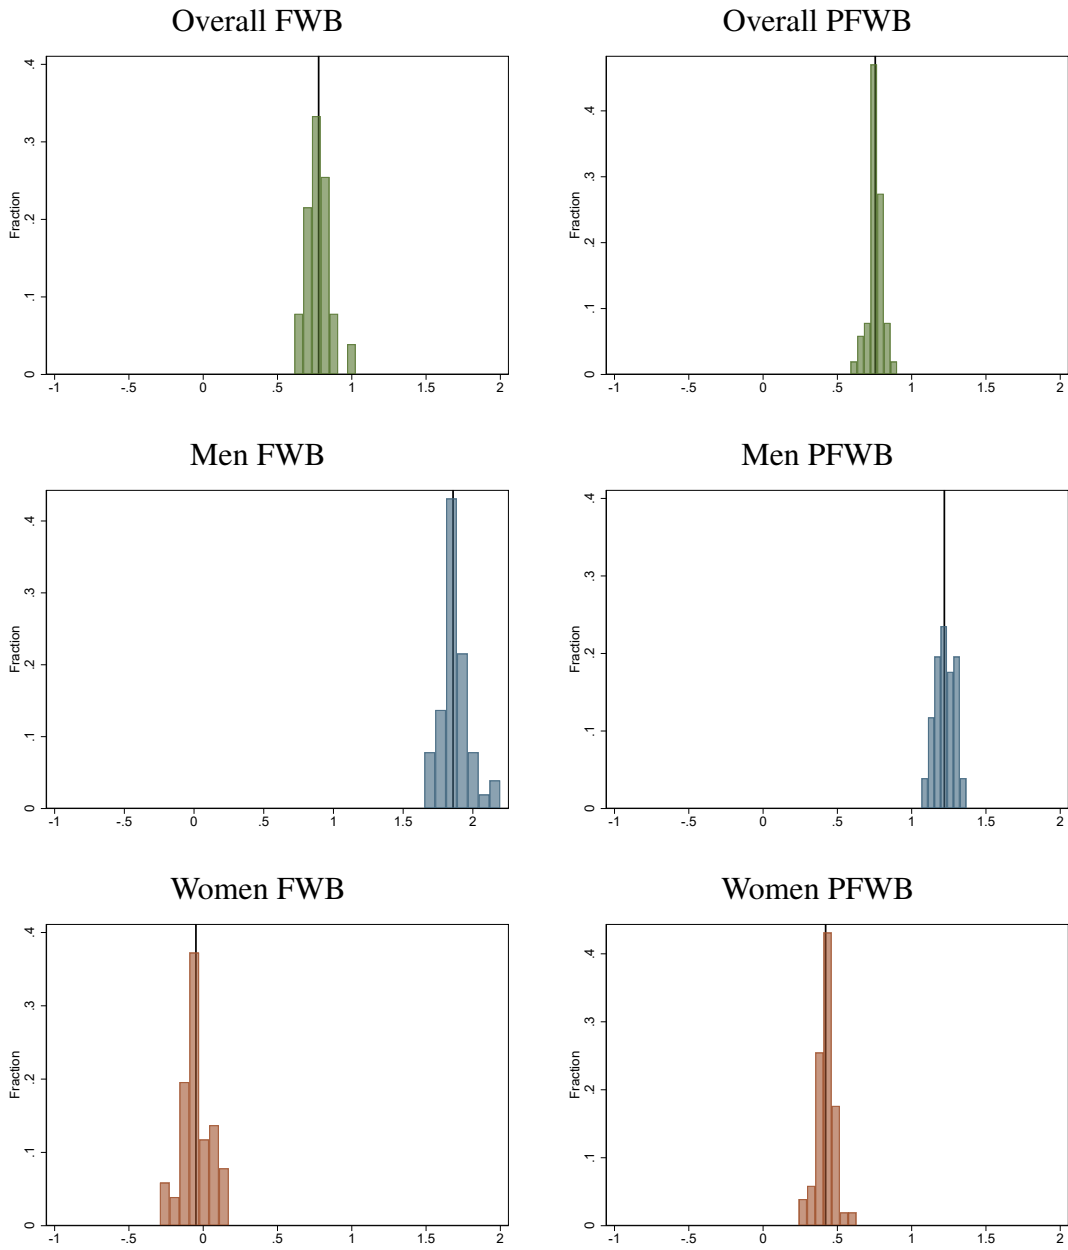 Overall FWB
Fraction
0 .1 .2 .3 .4
-1 -.5 0 .5 1 1.5 2
Overall PFWB
Fraction
0 .1 .2 .3 .4
-1 -.5 0 .5 1 1.5 2
Men FWB
Fraction
0 .1 .2 .3 .4
-1 -.5 0 .5 1 1.5 2
Men PFWB
Fraction
0 .1 .2 .3 .4
-1 -.5 0 .5 1 1.5 2
Women FWB
Fraction
0 .1 .2 .3 .4
-1 -.5 0 .5 1 1.5 2
Women PFWB
Fraction
0 .1 .2 .3 .4
-1 -.5 0 .5 1 1.5 2